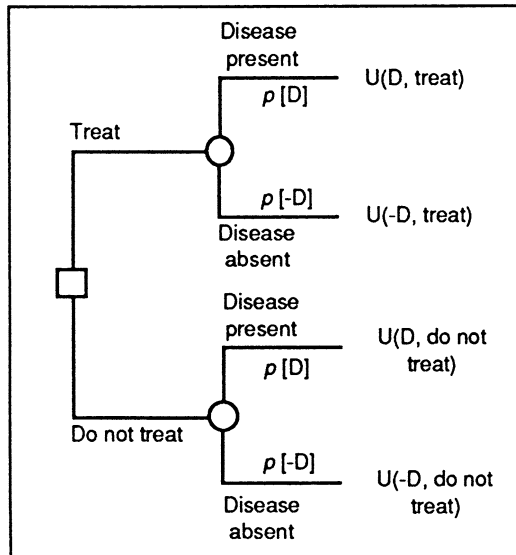 Disease
present
p [D]
U(D, treat)
Treat
p [-D]
U(-D, treat)
Disease
absent
Disease
present
p [D]
U(D, do not
treat)
Do not treat
p [-D]
U(-D, do not
treat)
Disease
absent